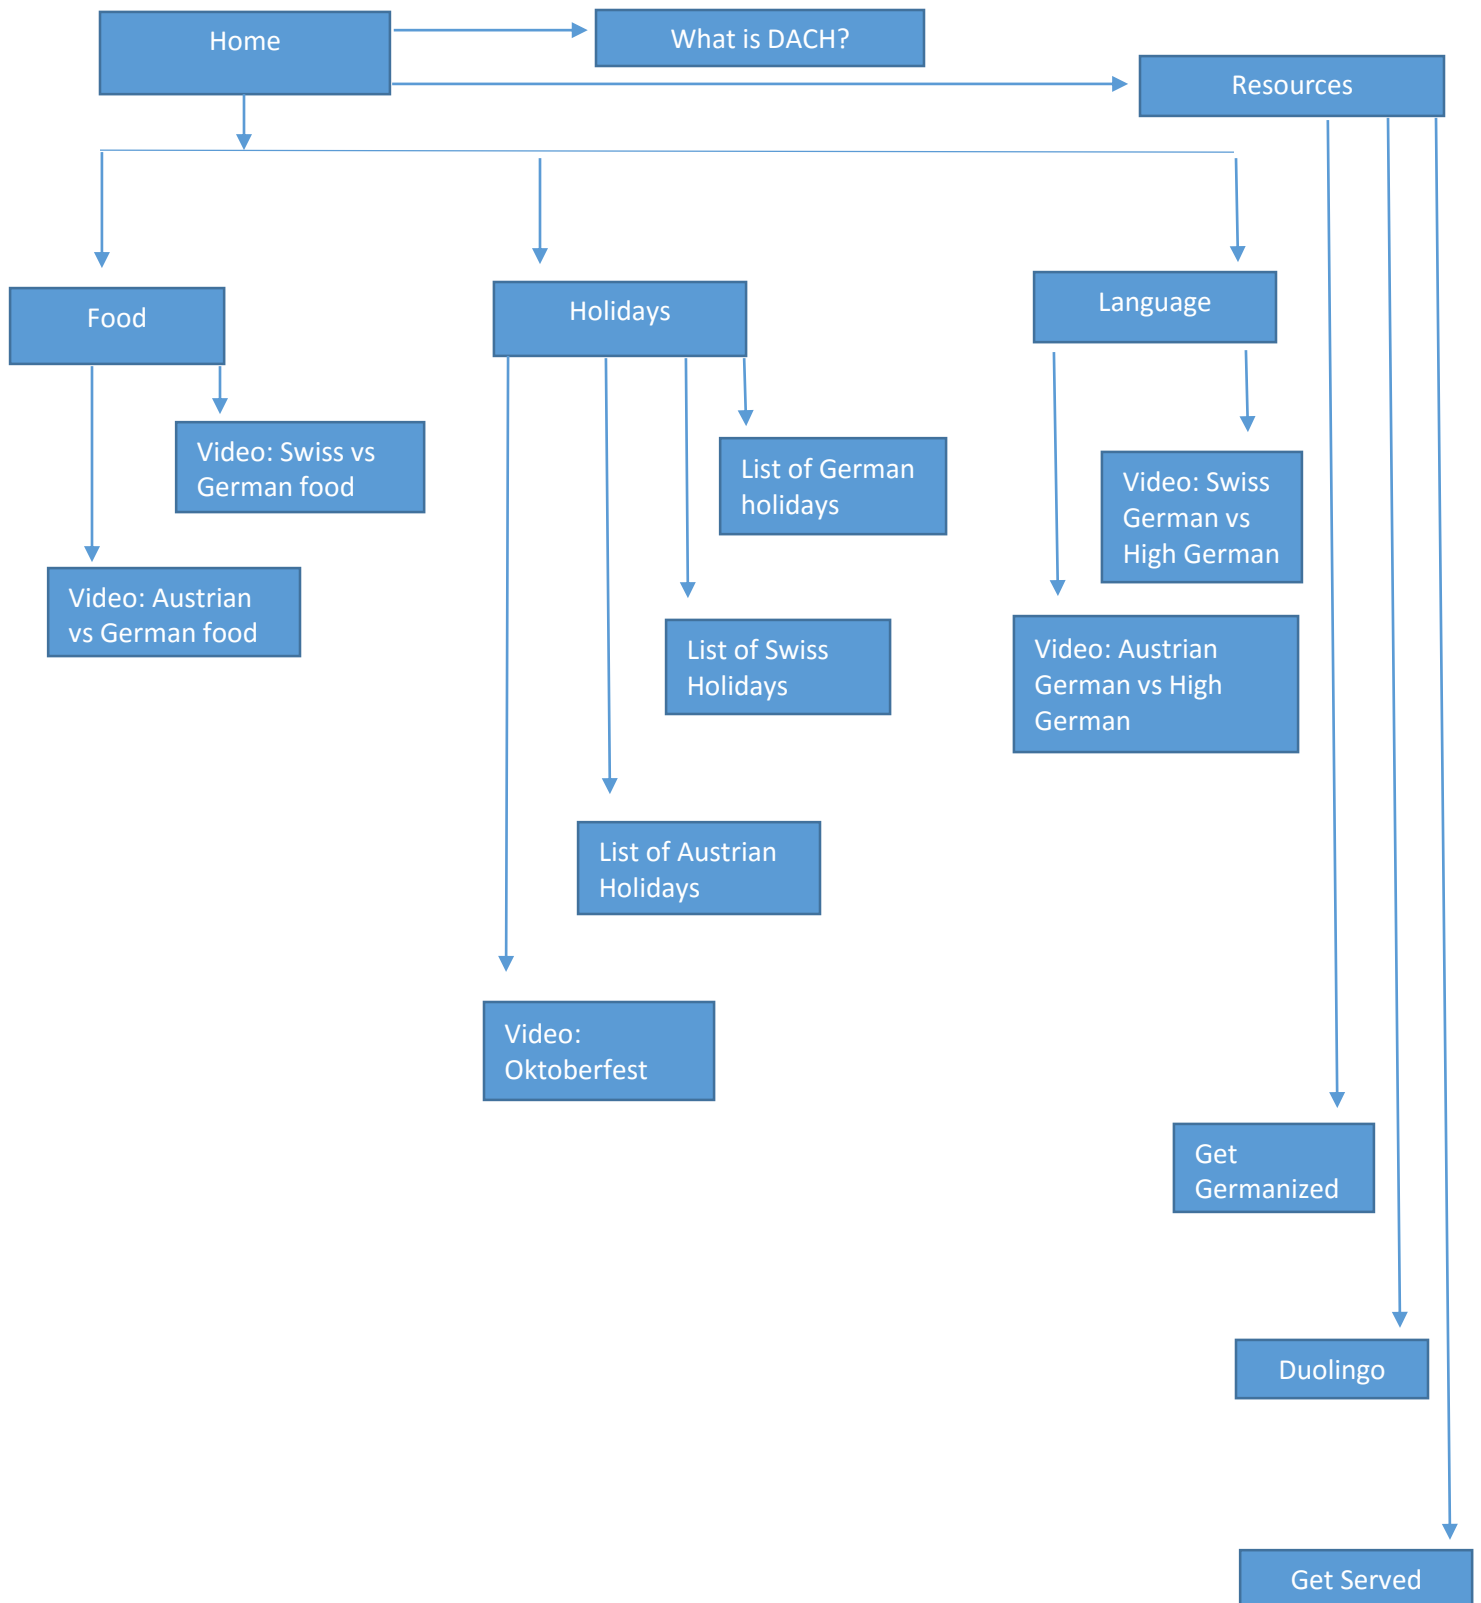 Home
What is DACH?
Resources
Food
Holidays
Language
Video: Swiss vs
German food
Video: Austrian
vs German food
List of German
holidays
List of Swiss
Holidays
List of Austrian
Holidays
Video:
Oktoberfest
Video: Swiss
German vs
High German
Video: Austrian
German vs High
German
Get
Germanized
Duolingo
Get Served